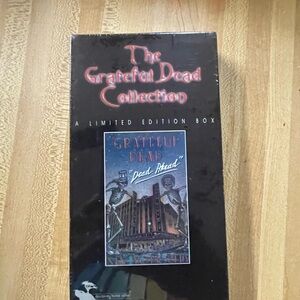 The
Grateful Dead
Collection
A LIMITED EDITION BOX
GRATEFUL
DEAD
"Dead Ahead"